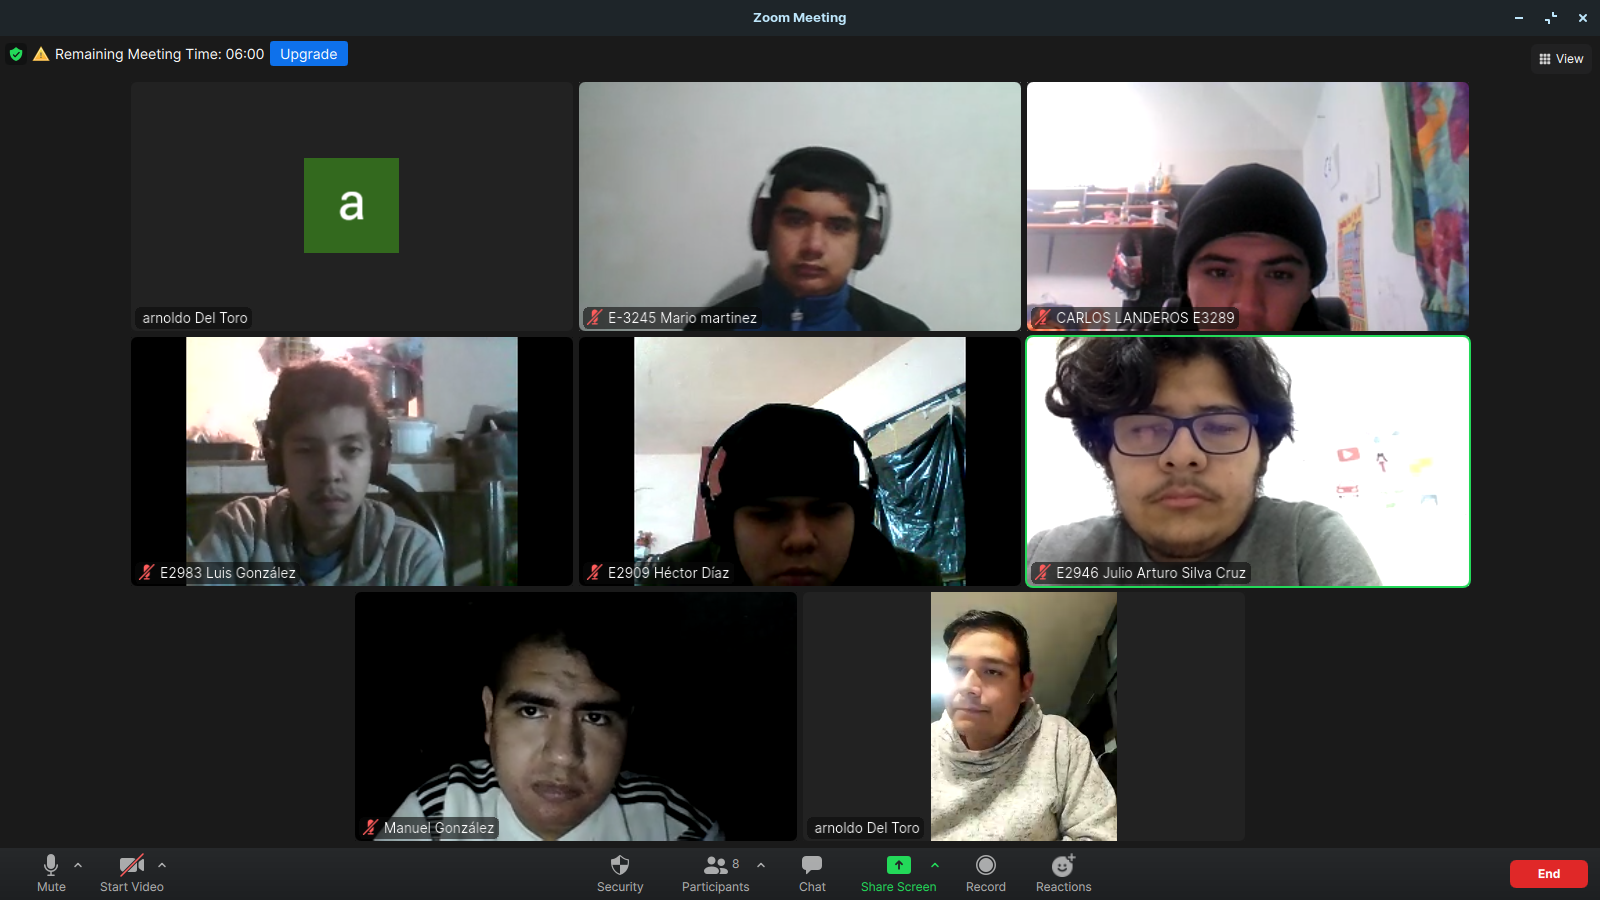 Zoom Meeting
Remaining Meeting Time: 06:00
Upgrade
View
a
arnoldo Del Toro
E-3245 Mario martinez
CARLOS LANDEROS E3289
E2983 Luis González
E2909 Héctor Díaz
E2946 Julio Arturo Silva Cruz
Manuel González
arnoldo Del Toro
Mute
Start Video
Security
Participants
8
Chat
Share Screen
Record
Reactions
End